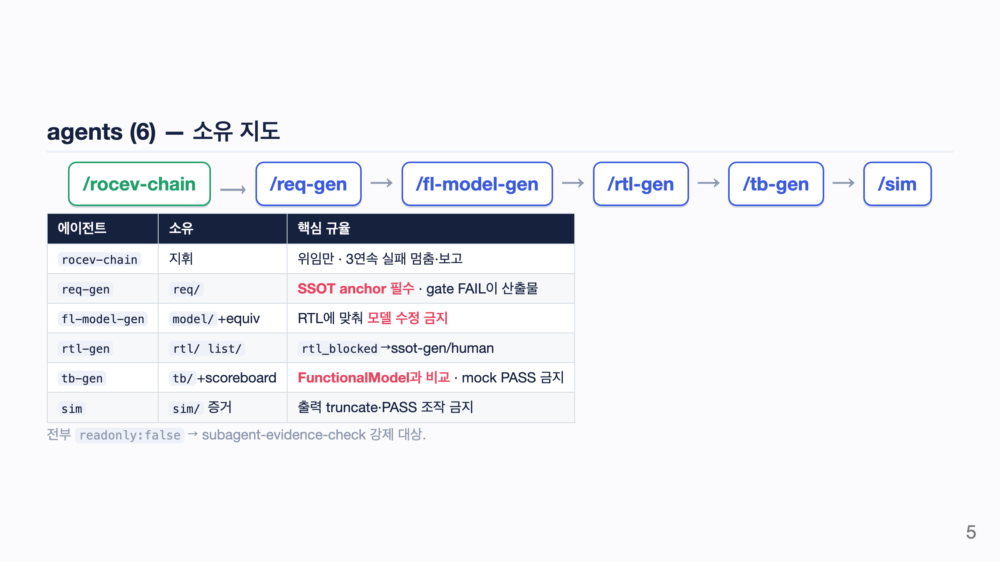 agents (6) — 소유 지도
/rocev-chain → /req-gen → /fl-model-gen → /rtl-gen → /tb-gen → /sim
에이전트 소유 핵심 규율
rocev-chain 지휘 위임만 · 3연속 실패 멈춤·보고
req-gen req/ SSOT anchor 필수 · gate FAIL이 산출물
fl-model-gen model/+equiv RTL에 맞춰 모델 수정 금지
rtl-gen rtl/ list/ rtl_blocked→ssot-gen/human
tb-gen tb/+scoreboard FunctionalModel과 비교 · mock PASS 금지
sim sim/ 증거 출력 truncate·PASS 조작 금지
전부 readonly:false → subagent-evidence-check 강제 대상.
5